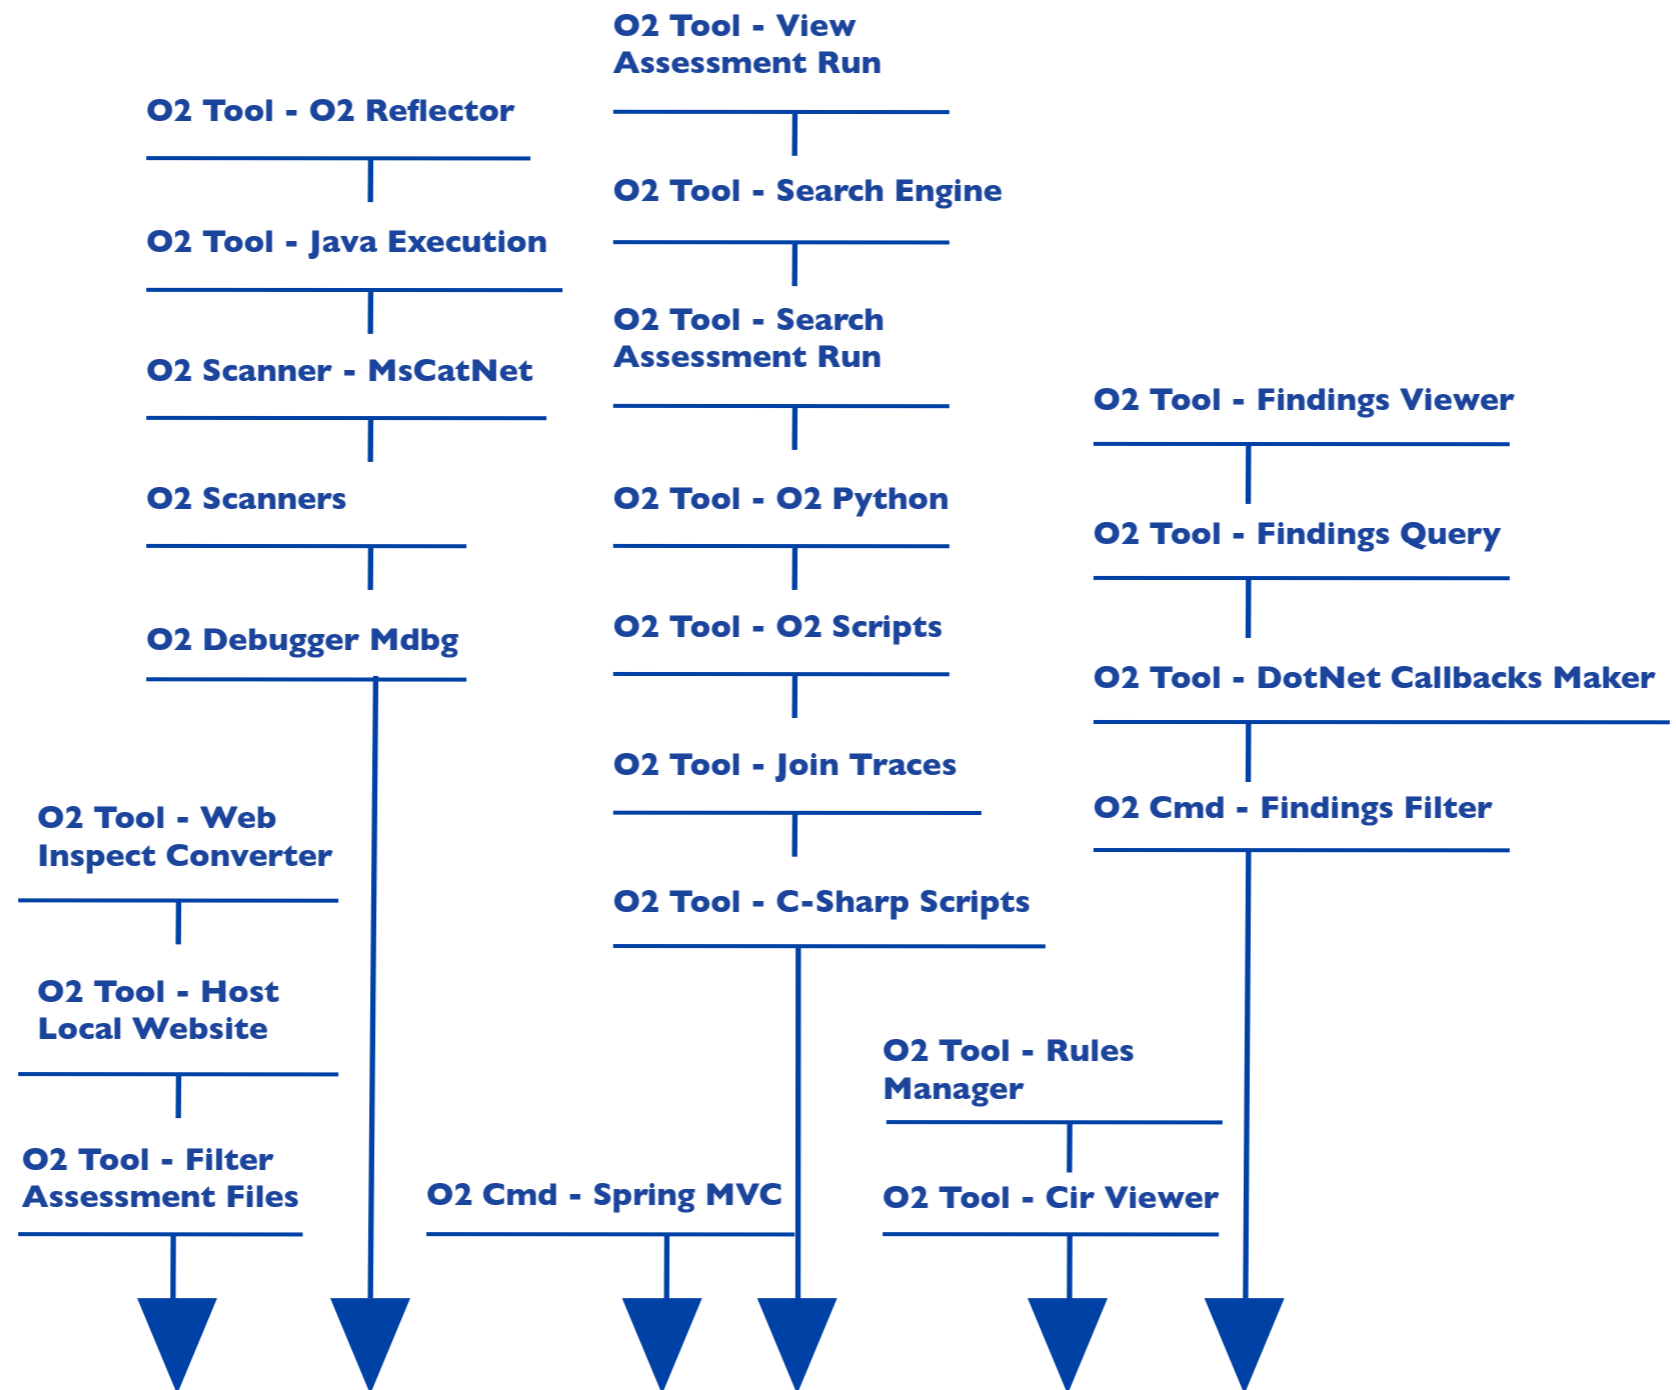 O2 Tool - View
Assessment Run
O2 Tool - O2 Reflector
O2 Tool - Search Engine
O2 Tool - Java Execution
O2 Tool - Search
Assessment Run
O2 Scanner - MsCatNet
O2 Tool - Findings Viewer
O2 Scanners
O2 Tool - O2 Python
O2 Tool - Findings Query
O2 Tool - O2 Scripts
O2 Debugger Mdbg
O2 Tool - DotNet Callbacks Maker
O2 Tool - Join Traces
O2 Cmd - Findings Filter
O2 Tool - Web
Inspect Converter
O2 Tool - C-Sharp Scripts
O2 Tool - Host
Local Website
O2 Tool - Rules
Manager
O2 Tool - Filter
Assessment Files
O2 Cmd - Spring MVC
O2 Tool - Cir Viewer